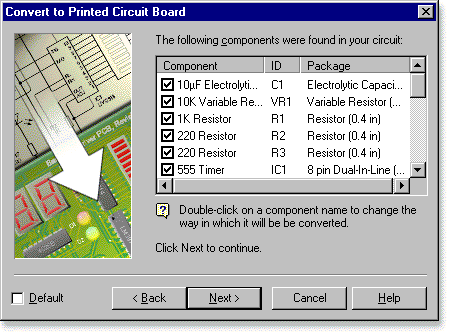 Convert to Printed Circuit Board
The following components were found in your circuit:
Component ID Package
10µF Electrolyti... C1 Electrolytic Capaci...
10K Variable Re... VR1 Variable Resistor (...
1K Resistor R1 Resistor (0.4 in)
220 Resistor R2 Resistor (0.4 in)
220 Resistor R3 Resistor (0.4 in)
555 Timer IC1 8 pin Dual-In-Line (...
Double-click on a component name to change the
way in which it will be be converted.
Click Next to continue.
Default
< Back
Next >
Cancel
Help